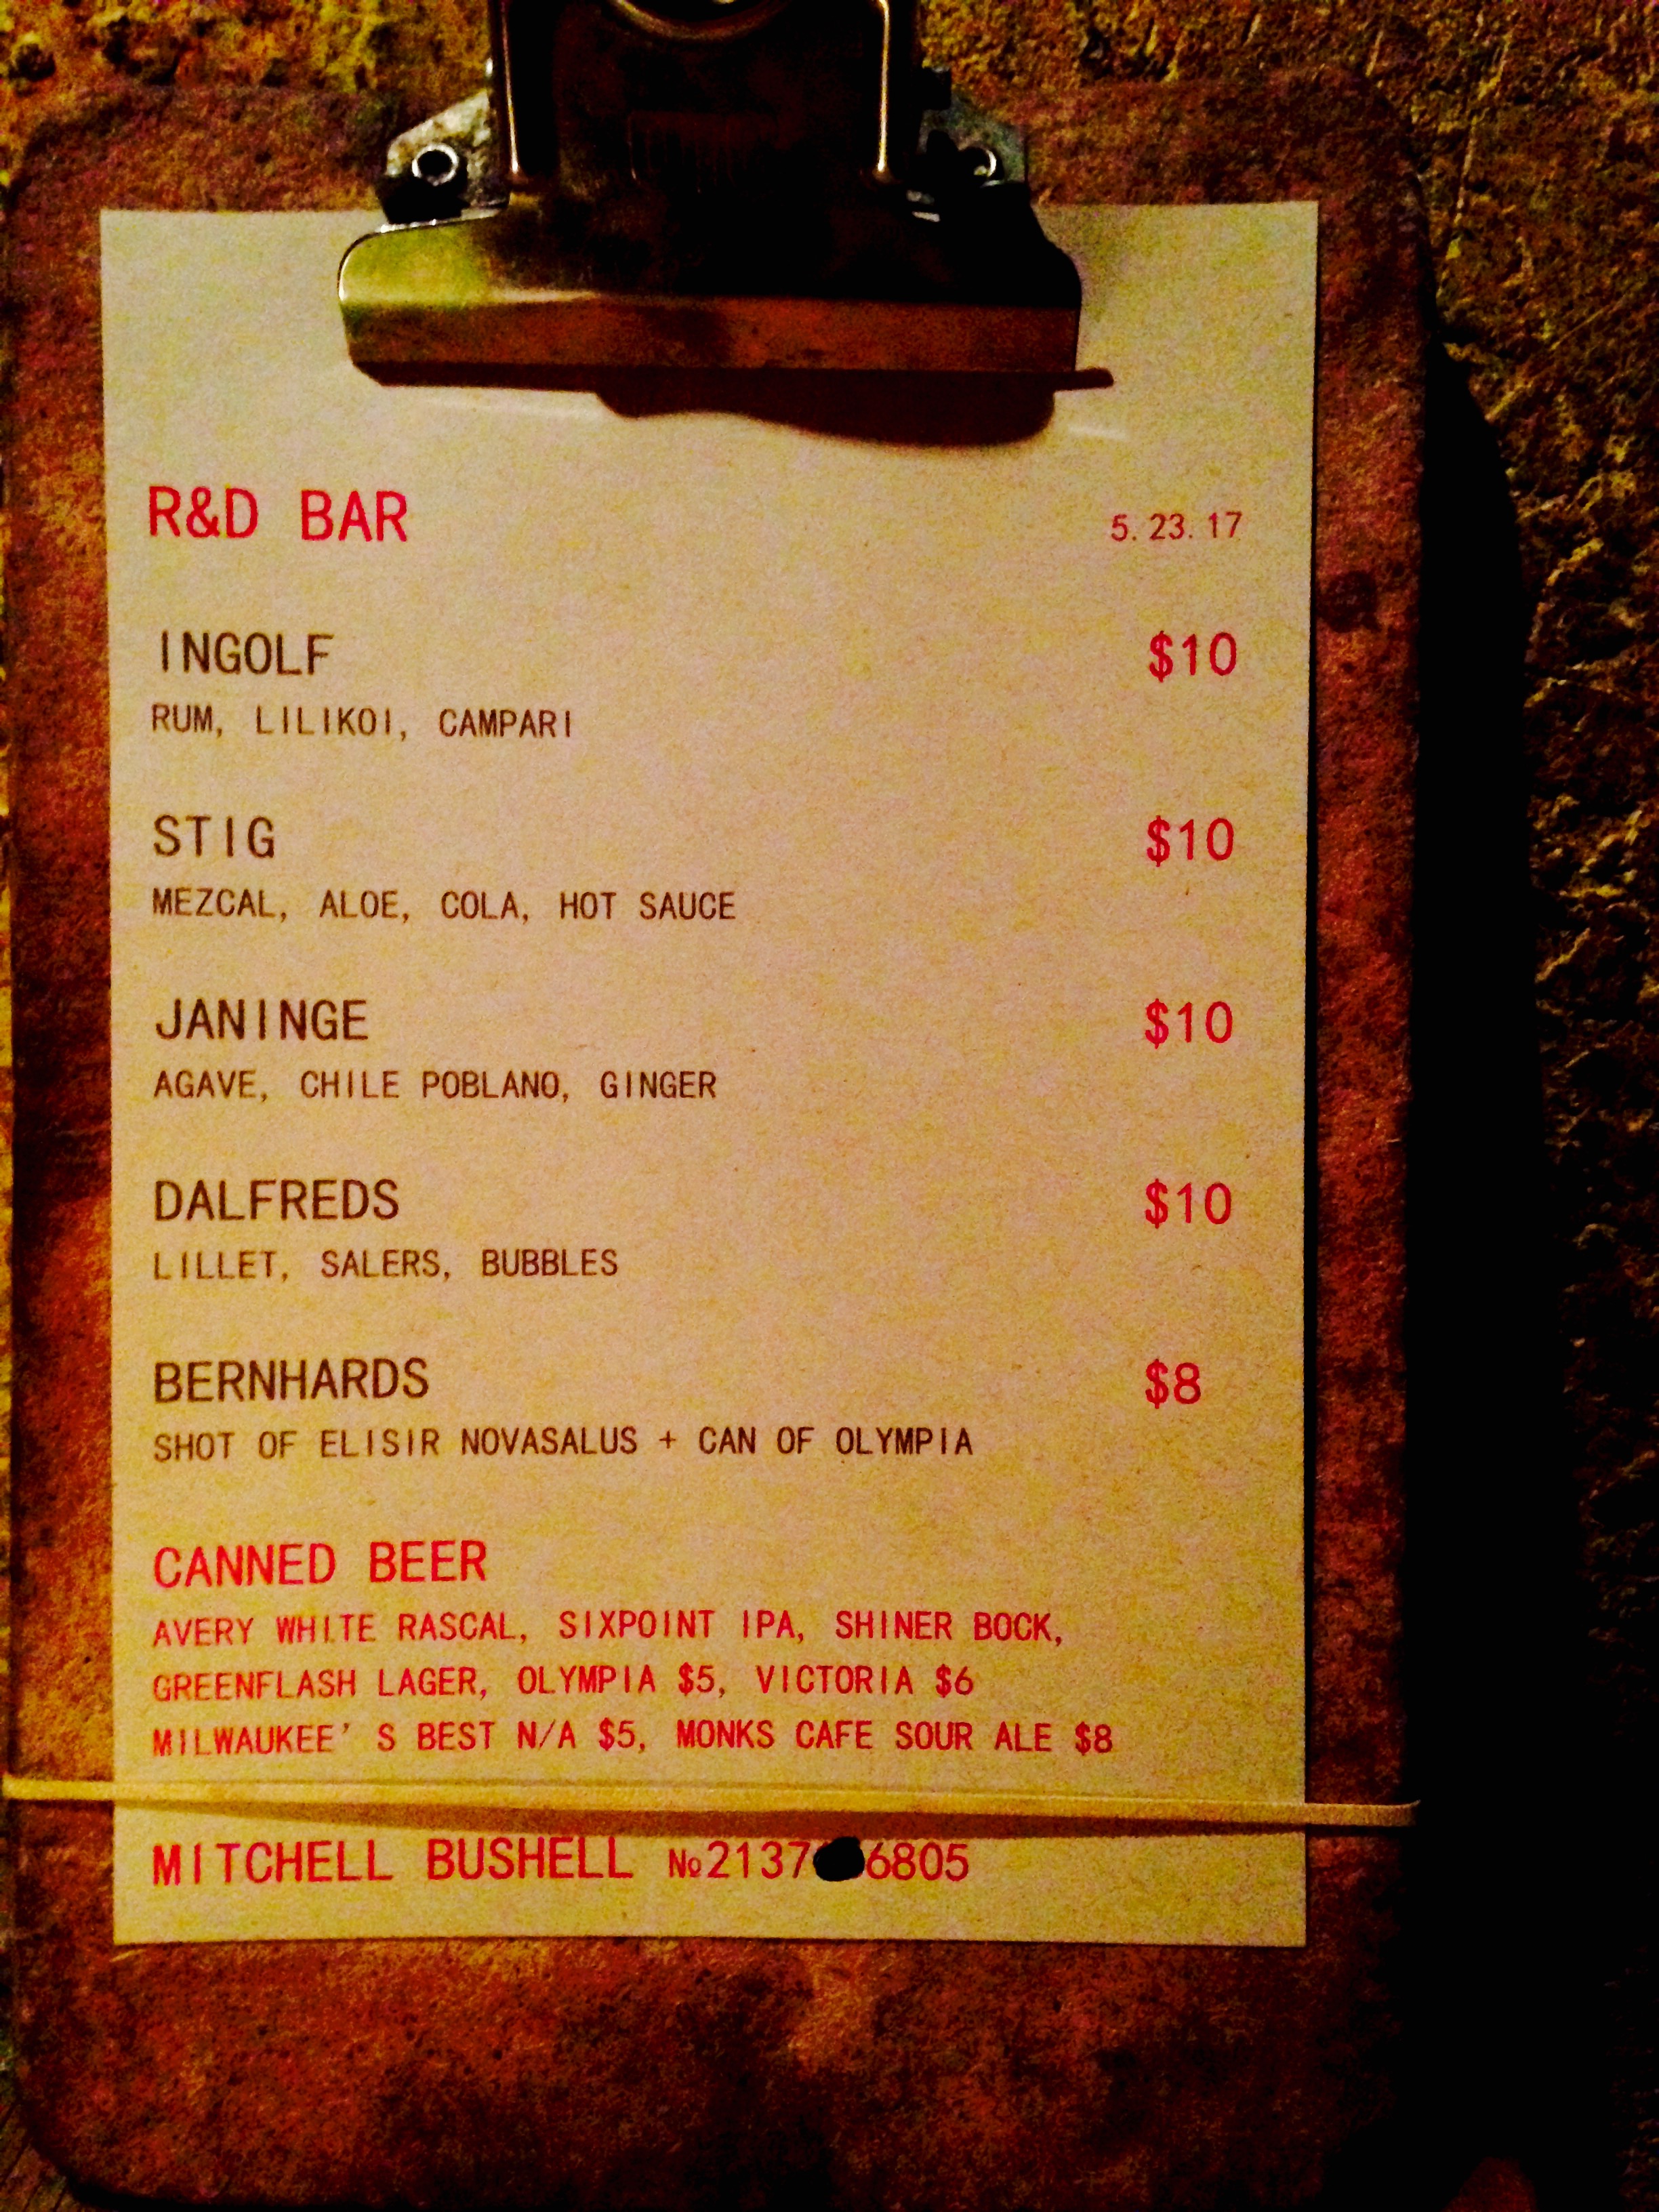 R&D BAR 5.23.17
INGOLF $10
RUM, LILIKOI, CAMPARI
STIG $10
MEZCAL, ALOE, COLA, HOT SAUCE
JANINGE $10
AGAVE, CHILE POBLANO, GINGER
DALFREDS $10
LILLET, SALERS, BUBBLES
BERNHARDS $8
SHOT OF ELISIR NOVASALUS + CAN OF OLYMPIA
CANNED BEER
AVERY WHITE RASCAL, SIXPOINT IPA, SHINER BOCK,
GREENFLASH LAGER, OLYMPIA $5, VICTORIA $6
MILWAUKEE'S BEST N/A $5, MONKS CAFE SOUR ALE $8
MITCHELL BUSHELL